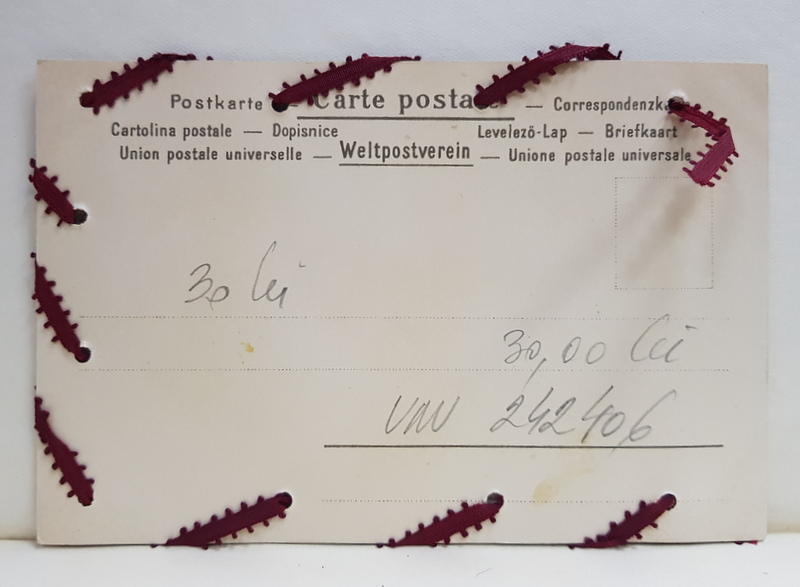 Postkarte — Carte postale — Correspondenzka
Cartolina postale — Dopisnice Levelező-Lap — Briefkaart
Union postale universelle — Weltpostverein — Unione postale universale
30 lei
30,00 lei
242406